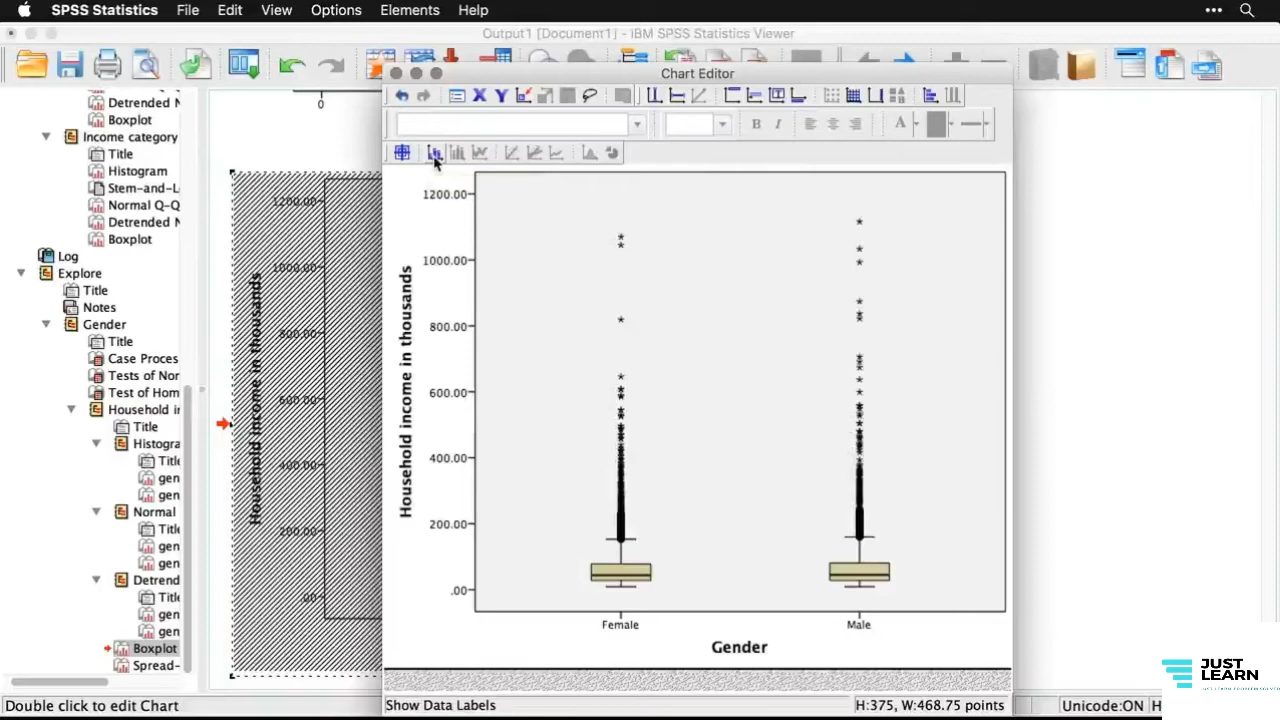 SPSS Statistics File Edit View Options Elements Help
Output1 [Document1] - IBM SPSS Statistics Viewer
Chart Editor
X Y
B I A
Detrended N
Boxplot
Income category
Title
Histogram
Stem-and-L
Normal Q-Q
Detrended N
Boxplot
Log
Explore
Title
Notes
Gender
Title
Case Proces
Tests of Nor
Test of Hom
Household in
Title
Histogra
Title
gen
gen
Normal
Title
gen
gen
Detrend
Title
gen
gen
Boxplot
Spread-
0
1200.00
1000.00
800.00
600.00
400.00
200.00
.00
Household income in thousands
1200.00
1000.00
800.00
600.00
400.00
200.00
.00
Household income in thousands
Female Male
Gender
JUST
LEARN
Double click to edit Chart
Show Data Labels
H:375, W:468.75 points
Unicode:ON H